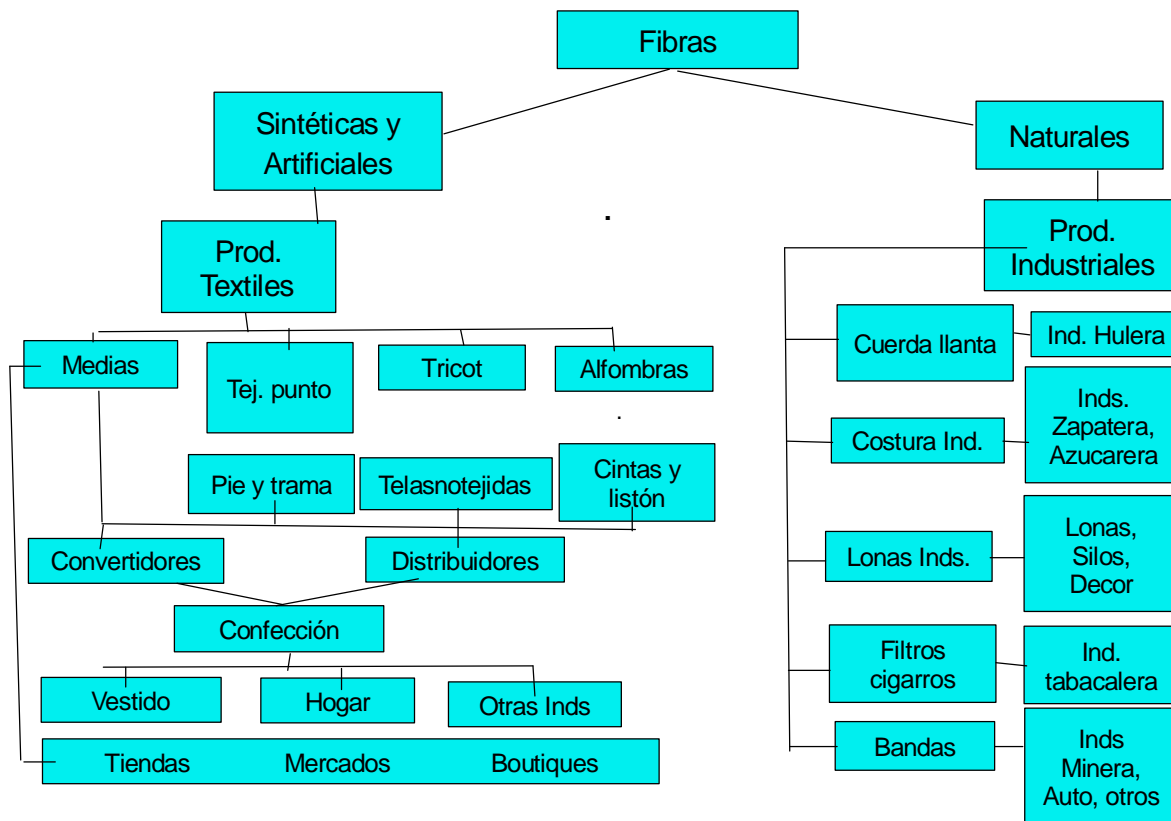 Fibras
Sintéticas y
Artificiales
Naturales
Prod.
Textiles
Prod.
Industriales
Medias
Tej. punto
Tricot
Alfombras
Cuerda llanta
Ind. Hulera
Pie y trama
Telasnotejidas
Cintas y
listón
Costura Ind.
Inds.
Zapatera,
Azucarera
Convertidores
Distribuidores
Lonas Inds.
Lonas,
Silos,
Decor
Confección
Vestido
Hogar
Otras Inds
Filtros
cigarros
Ind.
tabacalera
Tiendas Mercados Boutiques
Bandas
Inds
Minera,
Auto, otros